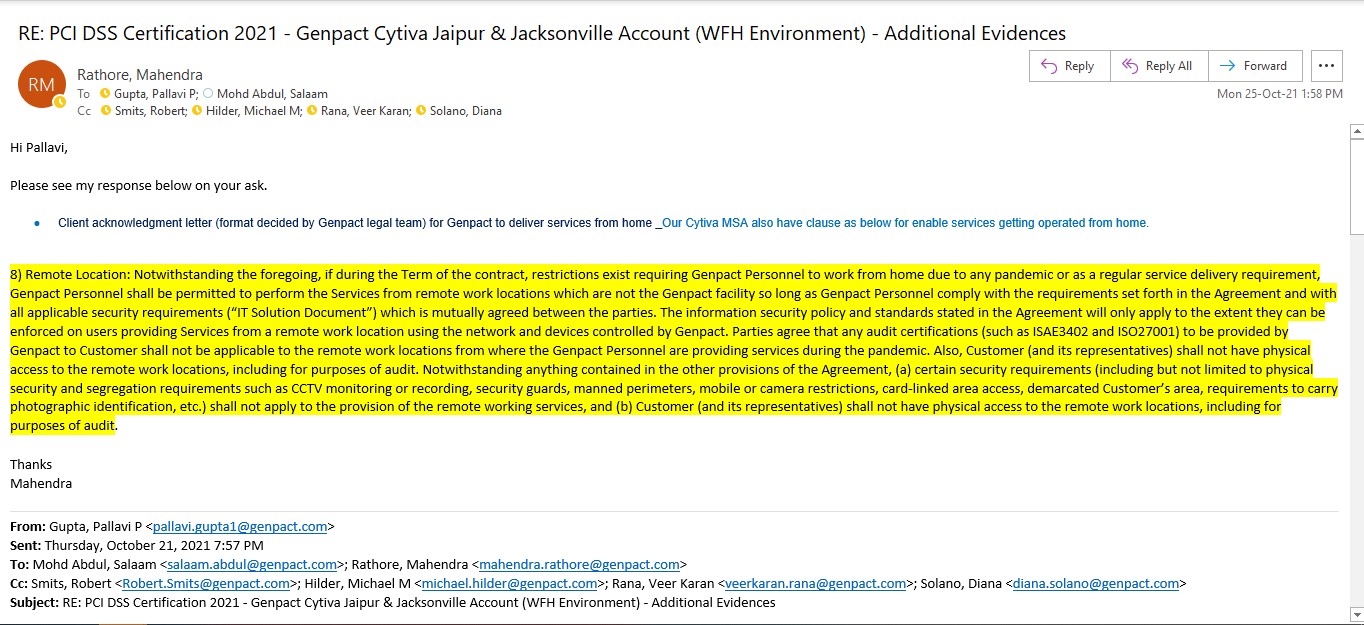 RE: PCI DSS Certification 2021 - Genpact Cytiva Jaipur & Jacksonville Account (WFH Environment) - Additional Evidences
RM
Rathore, Mahendra
To Gupta, Pallavi P; Mohd Abdul, Salaam
Cc Smits, Robert; Hilder, Michael M; Rana, Veer Karan; Solano, Diana
Reply Reply All Forward ...
Mon 25-Oct-21 1:58 PM
Hi Pallavi,
Please see my response below on your ask.
• Client acknowledgment letter (format decided by Genpact legal team) for Genpact to deliver services from home _Our Cytiva MSA also have clause as below for enable services getting operated from home.
8) Remote Location: Notwithstanding the foregoing, if during the Term of the contract, restrictions exist requiring Genpact Personnel to work from home due to any pandemic or as a regular service delivery requirement,
Genpact Personnel shall be permitted to perform the Services from remote work locations which are not the Genpact facility so long as Genpact Personnel comply with the requirements set forth in the Agreement and with
all applicable security requirements (“IT Solution Document”) which is mutually agreed between the parties. The information security policy and standards stated in the Agreement will only apply to the extent they can be
enforced on users providing Services from a remote work location using the network and devices controlled by Genpact. Parties agree that any audit certifications (such as ISAE3402 and ISO27001) to be provided by
Genpact to Customer shall not be applicable to the remote work locations from where the Genpact Personnel are providing services during the pandemic. Also, Customer (and its representatives) shall not have physical
access to the remote work locations, including for purposes of audit. Notwithstanding anything contained in the other provisions of the Agreement, (a) certain security requirements (including but not limited to physical
security and segregation requirements such as CCTV monitoring or recording, security guards, manned perimeters, mobile or camera restrictions, card-linked area access, demarcated Customer’s area, requirements to carry
photographic identification, etc.) shall not apply to the provision of the remote working services, and (b) Customer (and its representatives) shall not have physical access to the remote work locations, including for
purposes of audit.
Thanks
Mahendra
From: Gupta, Pallavi P <pallavi.gupta1@genpact.com>
Sent: Thursday, October 21, 2021 7:57 PM
To: Mohd Abdul, Salaam <salaam.abdul@genpact.com>; Rathore, Mahendra <mahendra.rathore@genpact.com>
Cc: Smits, Robert <Robert.Smits@genpact.com>; Hilder, Michael M <michael.hilder@genpact.com>; Rana, Veer Karan <veerkaran.rana@genpact.com>; Solano, Diana <diana.solano@genpact.com>
Subject: RE: PCI DSS Certification 2021 - Genpact Cytiva Jaipur & Jacksonville Account (WFH Environment) - Additional Evidences